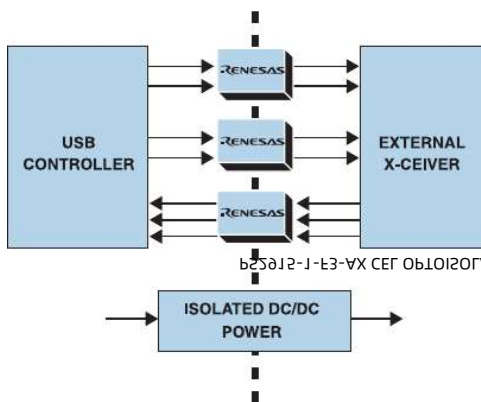 RENESAS
RENESAS
USB
CONTROLLER
EXTERNAL
X-CEIVER
RENESAS
PS2915-1-F3-AX CEL OPTOISOL
ISOLATED DC/DC
POWER